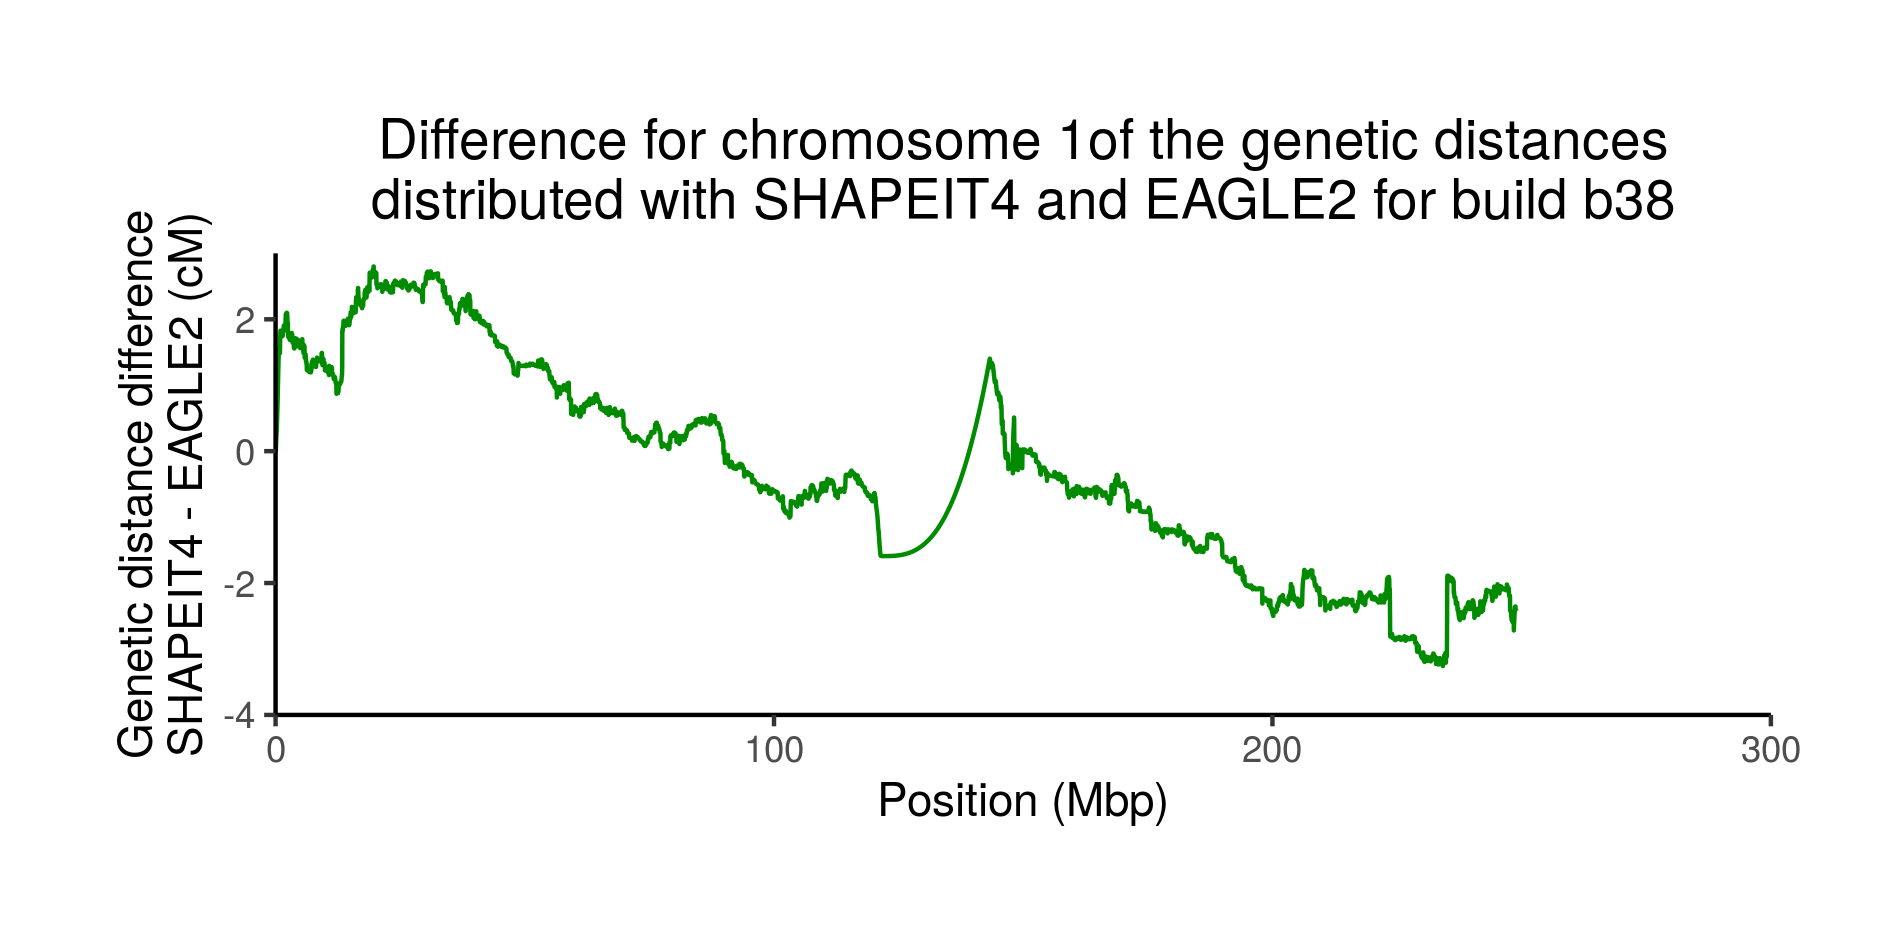 Difference for chromosome 1of the genetic distances
distributed with SHAPEIT4 and EAGLE2 for build b38
Genetic distance difference
SHAPEIT4 - EAGLE2 (cM)
2
0
-2
-4
0
100
200
300
Position (Mbp)